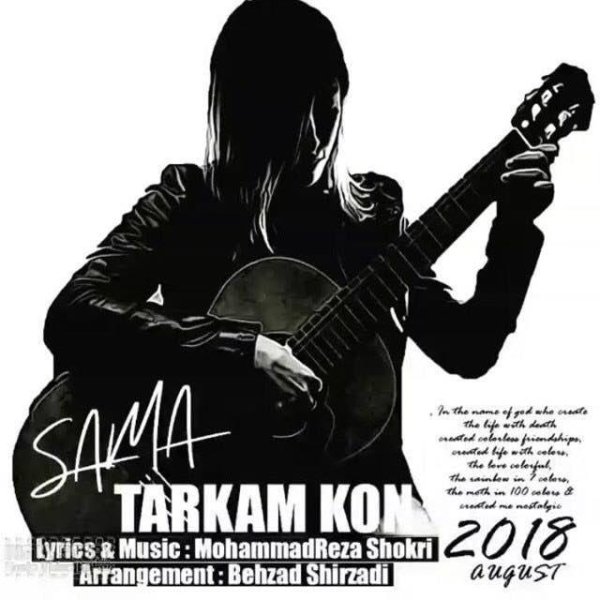 SAMA
TARKAM KON
Lyrics & Music : MohammadReza Shokri
Arrangement : Behzad Shirzadi
, In the name of god who create
the life with death
created colorless friendships,
created life with colors,
the love colorful,
the rainbow in 7 colors,
the moth in 100 colors &
created me nostalgic
2018
AUGUST